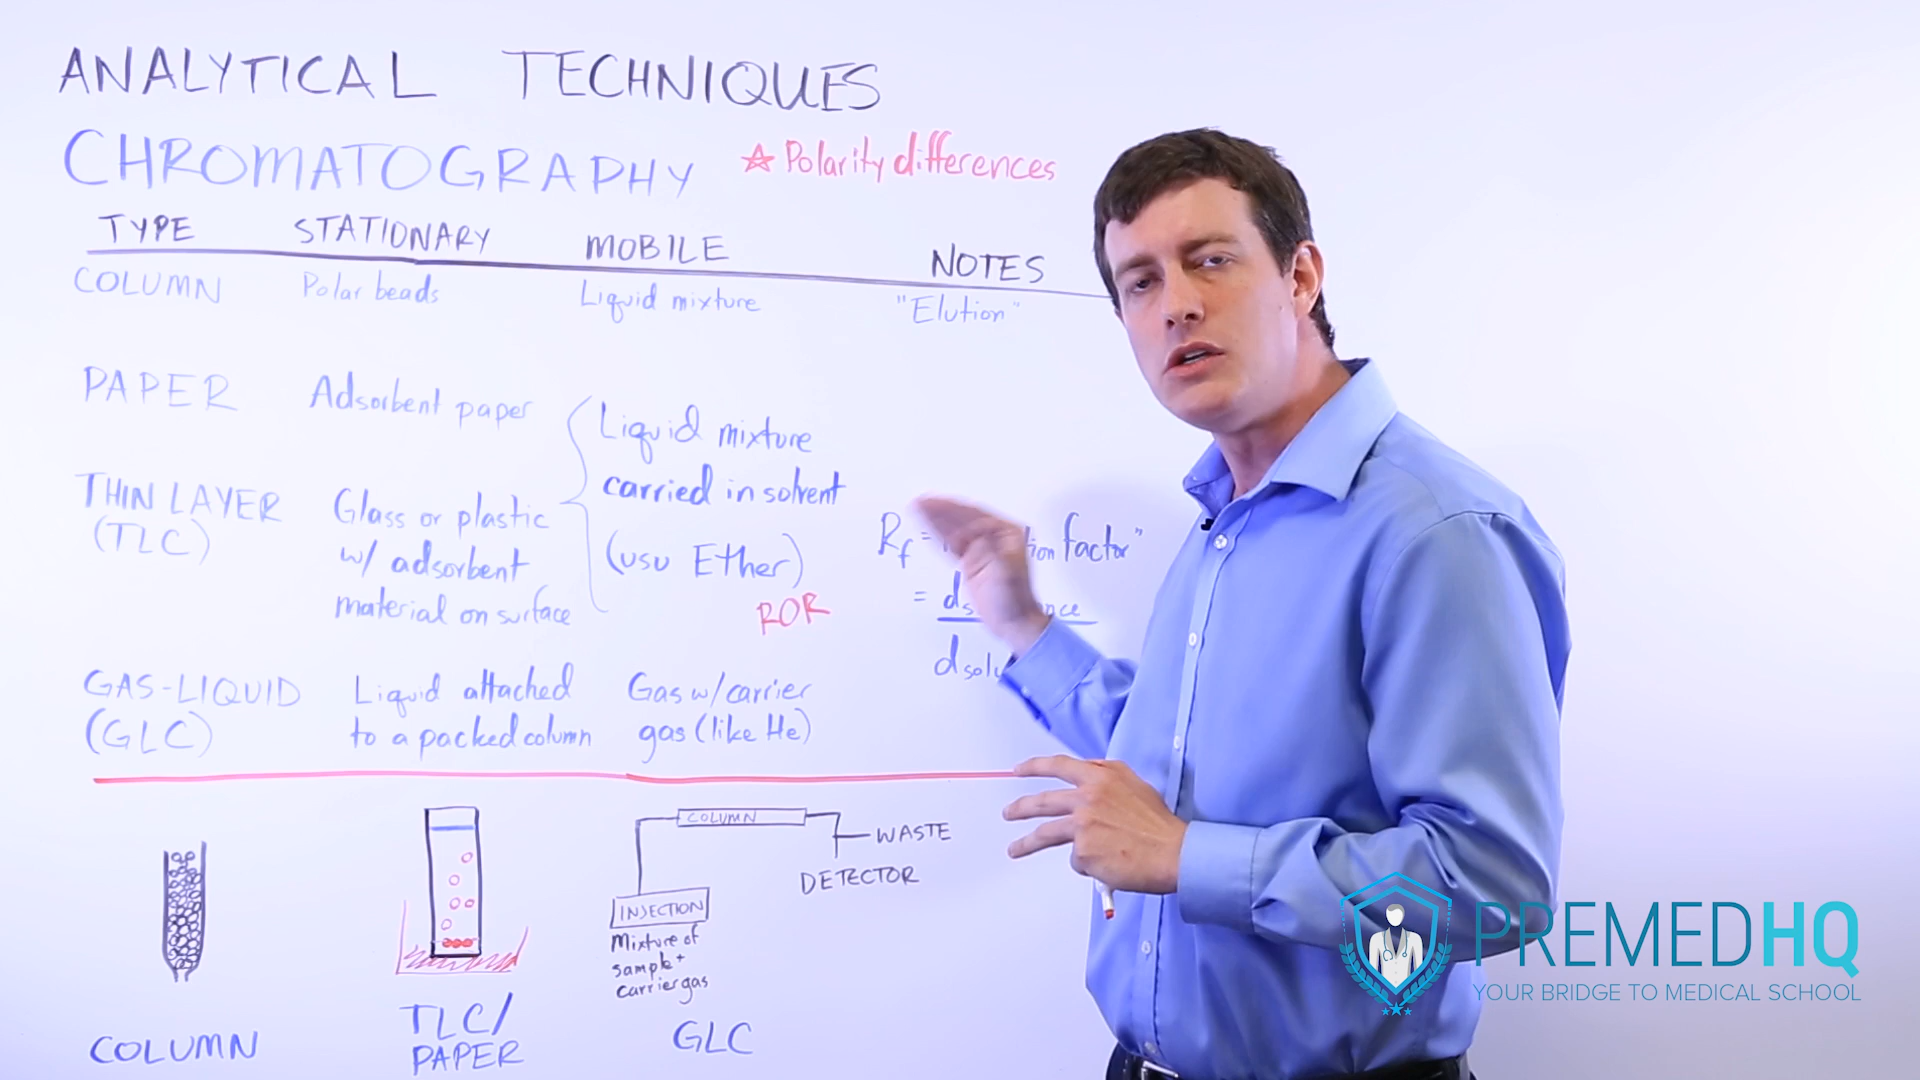 ANALYTICAL TECHNIQUES
CHROMATOGRAPHY ☆ Polarity differences
TYPE STATIONARY MOBILE NOTES
COLUMN Polar beads Liquid mixture "Elution"
PAPER Adsorbent paper Liquid mixture
carried in solvent
(usu Ether)
ROR
THIN LAYER
(TLC)
Glass or plastic
w/ adsorbent
material on surface
Rf = factor"
=
GAS-LIQUID
(GLC)
Liquid attached
to a packed column
Gas w/carrier
gas (like He)
COLUMN
WASTE
DETECTOR
INJECTION
Mixture of
sample +
carrier gas
COLUMN
TLC/
PAPER
GLC
PREMEDHQ
YOUR BRIDGE TO MEDICAL SCHOOL